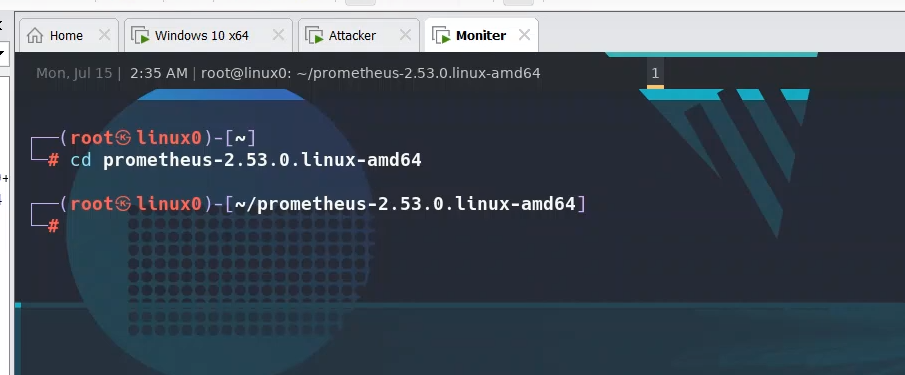 Home
Windows 10 x64
Attacker
Moniter
Mon, Jul 15 | 2:35 AM | root@linux0: ~/prometheus-2.53.0.linux-amd64
1
┌──(root㉿linux0)-[~]
└─# cd prometheus-2.53.0.linux-amd64
┌──(root㉿linux0)-[~/prometheus-2.53.0.linux-amd64]
└─#